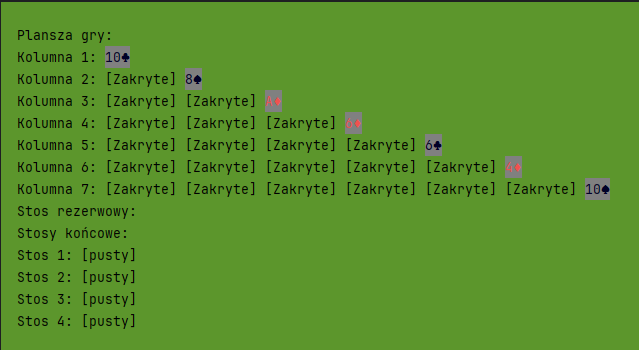 Plansza gry:
Kolumna 1: 10♣
Kolumna 2: [Zakryte] 8♠
Kolumna 3: [Zakryte] [Zakryte] A♦
Kolumna 4: [Zakryte] [Zakryte] [Zakryte]
Kolumna 5: [Zakryte] [Zakryte] [Zakryte] [Zakryte] 6♣
Kolumna 6: [Zakryte] [Zakryte] [Zakryte] [Zakryte] [Zakryte]
Kolumna 7: [Zakryte] [Zakryte] [Zakryte] [Zakryte] [Zakryte] [Zakryte] 10♠
Stos rezerwowy:
Stosy końcowe:
Stos 1: [pusty]
Stos 2: [pusty]
Stos 3: [pusty]
Stos 4: [pusty]